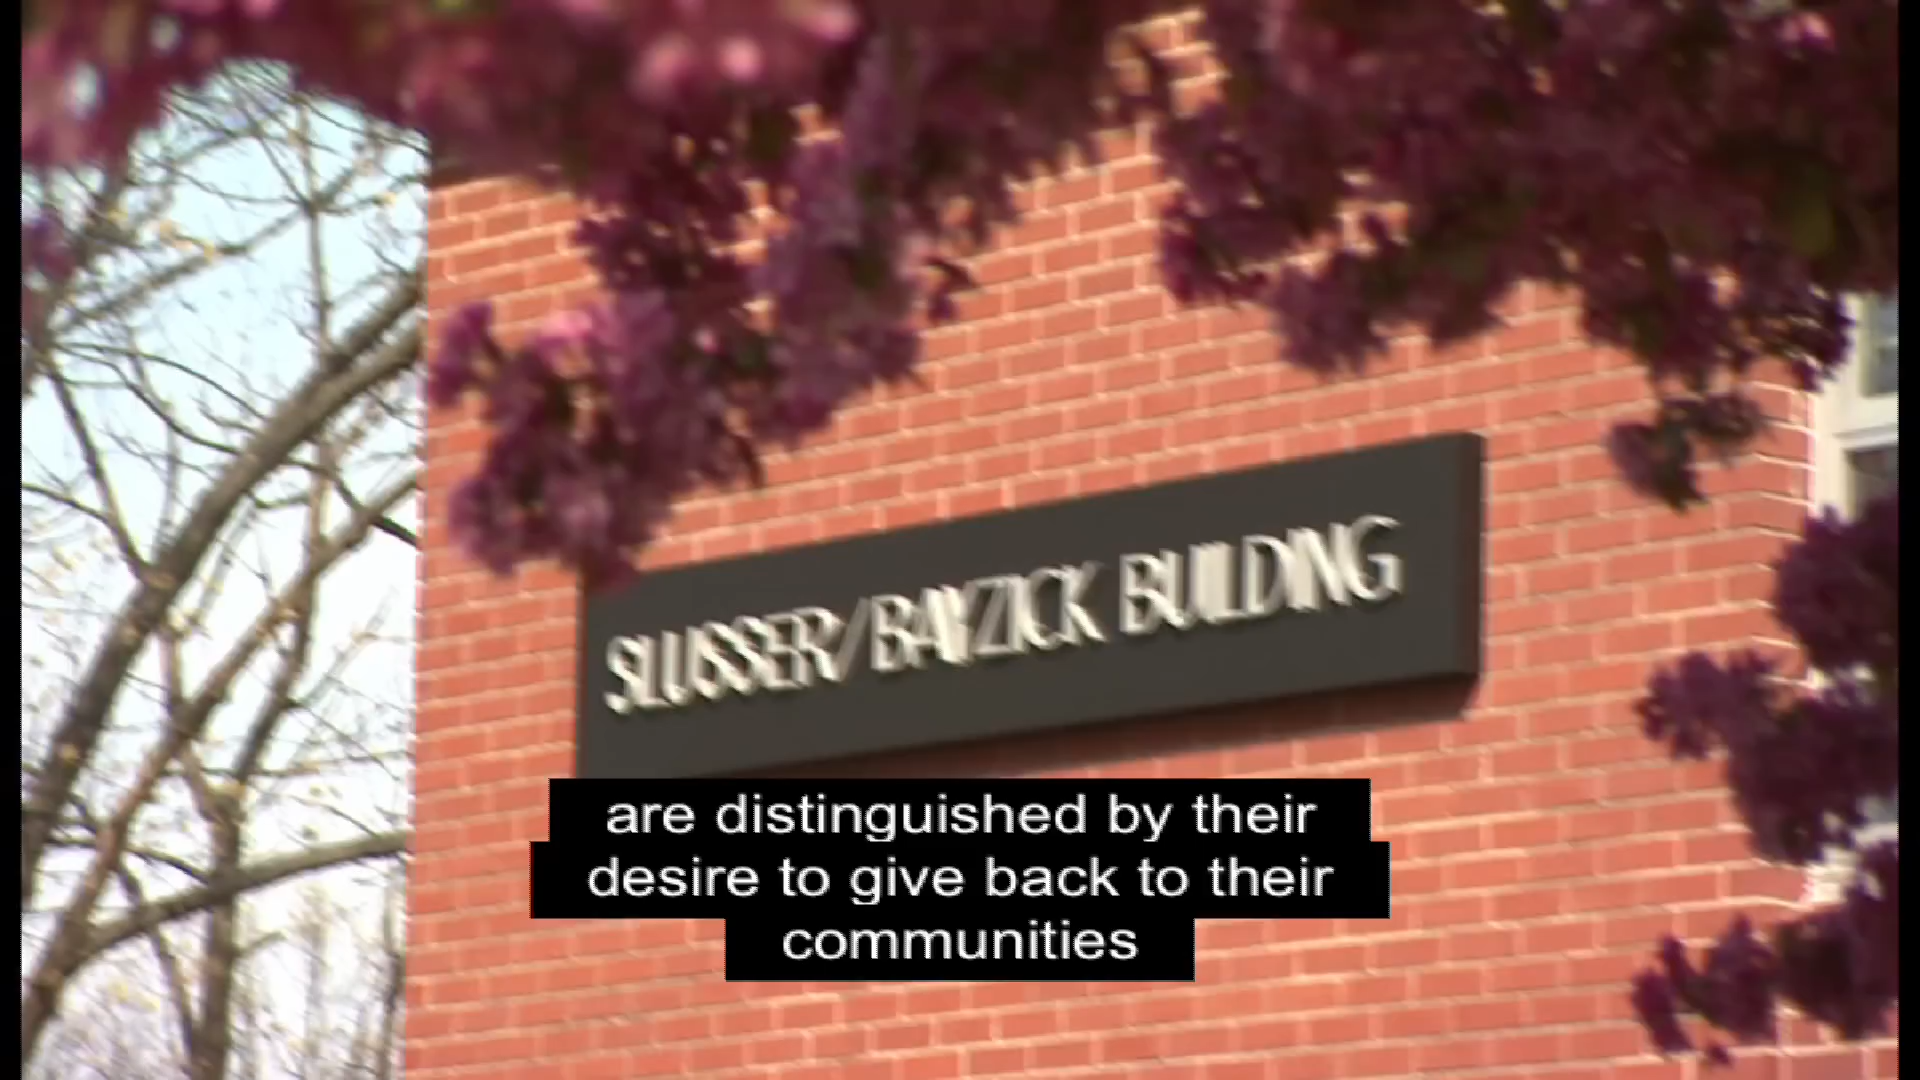 SLUSSER/BAYZICK BUILDING
are distinguished by their
desire to give back to their
communities